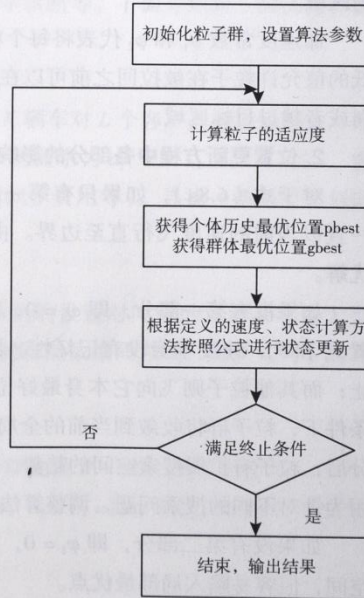 初始化粒子群，设置算法参数
计算粒子的适应度
获得个体历史最优位置pbest
获得群体最优位置gbest
根据定义的速度、状态计算方
法按照公式进行状态更新
否
满足终止条件
是
结束，输出结果